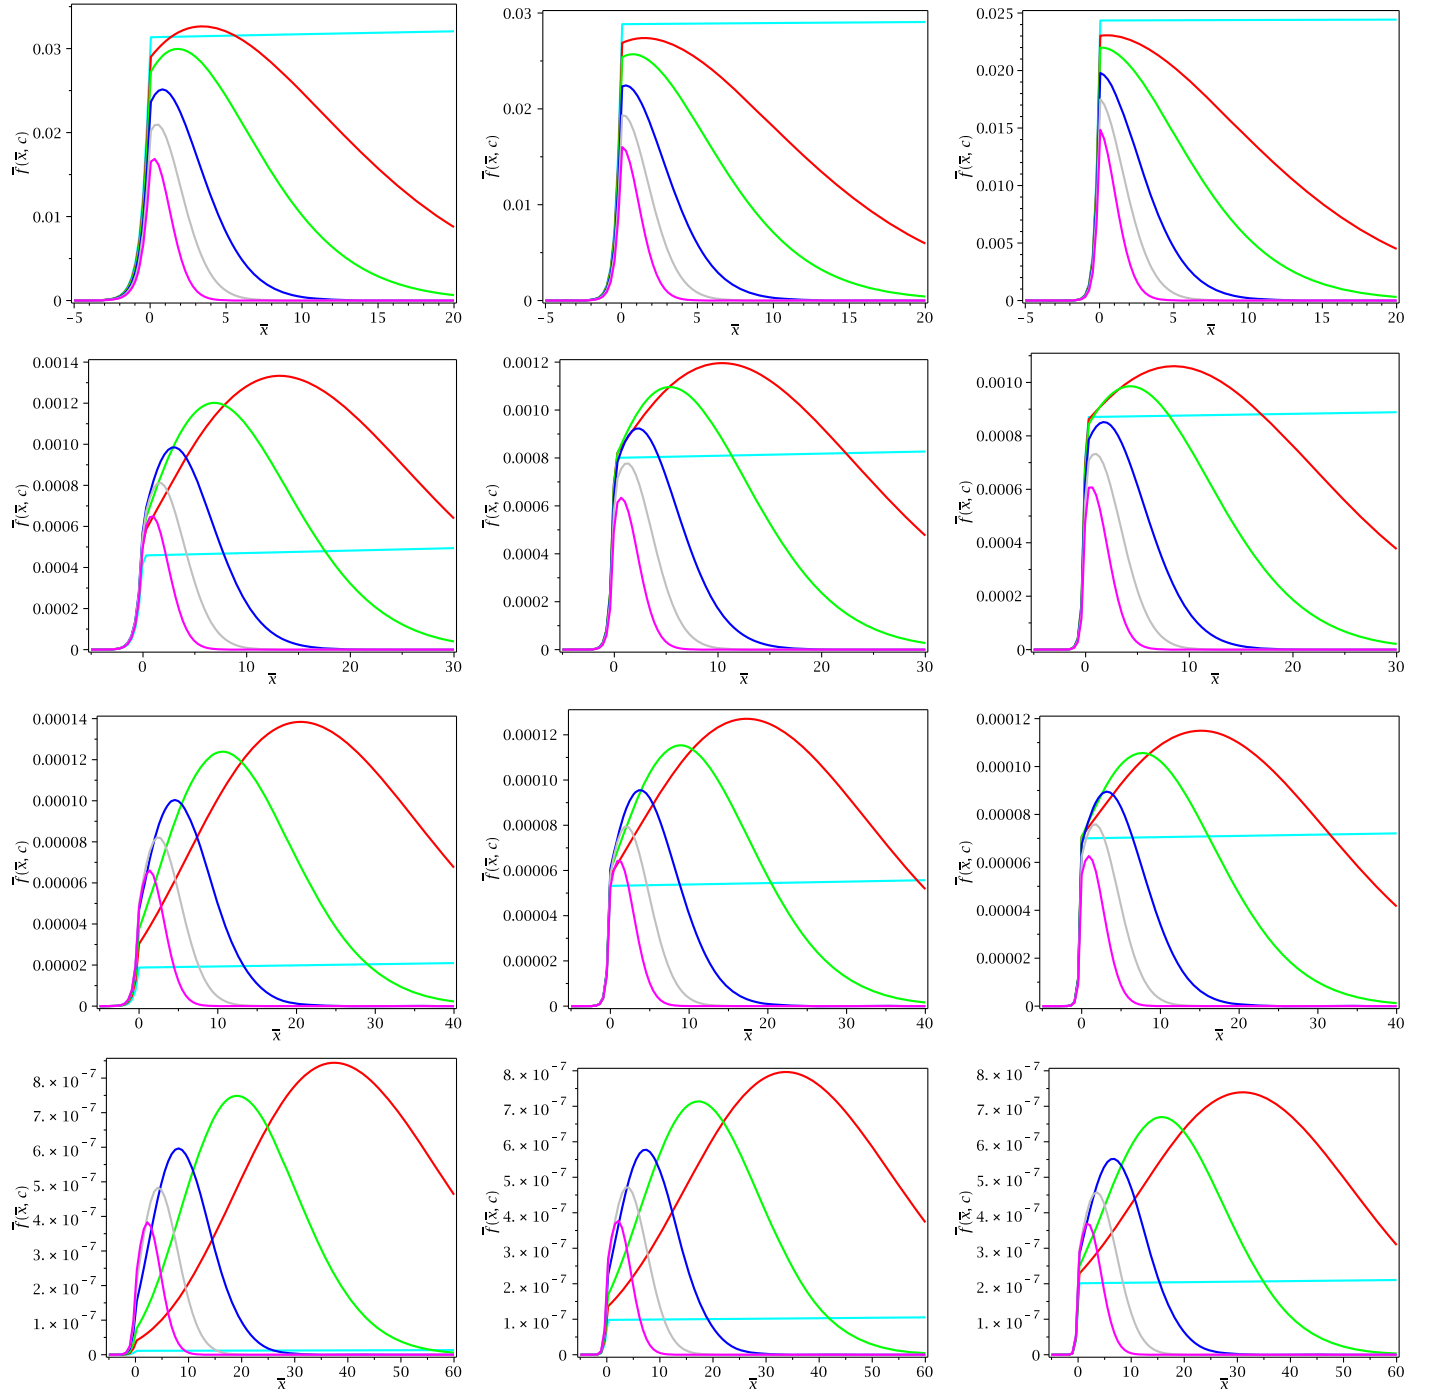 0.03
0.02
0.01
0
f̅(x̅, c)
−5 0 5 10 15 20
x̅
0.03
0.02
0.01
0
f̅(x̅, c)
−5 0 5 10 15 20
x̅
0.025
0.020
0.015
0.010
0.005
0
f̅(x̅, c)
−5 0 5 10 15 20
x̅
0.0014
0.0012
0.0010
0.0008
0.0006
0.0004
0.0002
0
f̅(x̅, c)
0 10 20 30
x̅
0.0012
0.0010
0.0008
0.0006
0.0004
0.0002
0
f̅(x̅, c)
0 10 20 30
x̅
0.0010
0.0008
0.0006
0.0004
0.0002
0
f̅(x̅, c)
0 10 20 30
x̅
0.00014
0.00012
0.00010
0.00008
0.00006
0.00004
0.00002
0
f̅(x̅, c)
0 10 20 30 40
x̅
0.00012
0.00010
0.00008
0.00006
0.00004
0.00002
0
f̅(x̅, c)
0 10 20 30 40
x̅
0.00012
0.00010
0.00008
0.00006
0.00004
0.00002
0
f̅(x̅, c)
0 10 20 30 40
x̅
8. × 10⁻⁷
7. × 10⁻⁷
6. × 10⁻⁷
5. × 10⁻⁷
4. × 10⁻⁷
3. × 10⁻⁷
2. × 10⁻⁷
1. × 10⁻⁷
0
f̅(x̅, c)
0 10 20 30 40 50 60
x̅
8. × 10⁻⁷
7. × 10⁻⁷
6. × 10⁻⁷
5. × 10⁻⁷
4. × 10⁻⁷
3. × 10⁻⁷
2. × 10⁻⁷
1. × 10⁻⁷
0
f̅(x̅, c)
0 10 20 30 40 50 60
x̅
8. × 10⁻⁷
7. × 10⁻⁷
6. × 10⁻⁷
5. × 10⁻⁷
4. × 10⁻⁷
3. × 10⁻⁷
2. × 10⁻⁷
1. × 10⁻⁷
0
f̅(x̅, c)
0 10 20 30 40 50 60
x̅